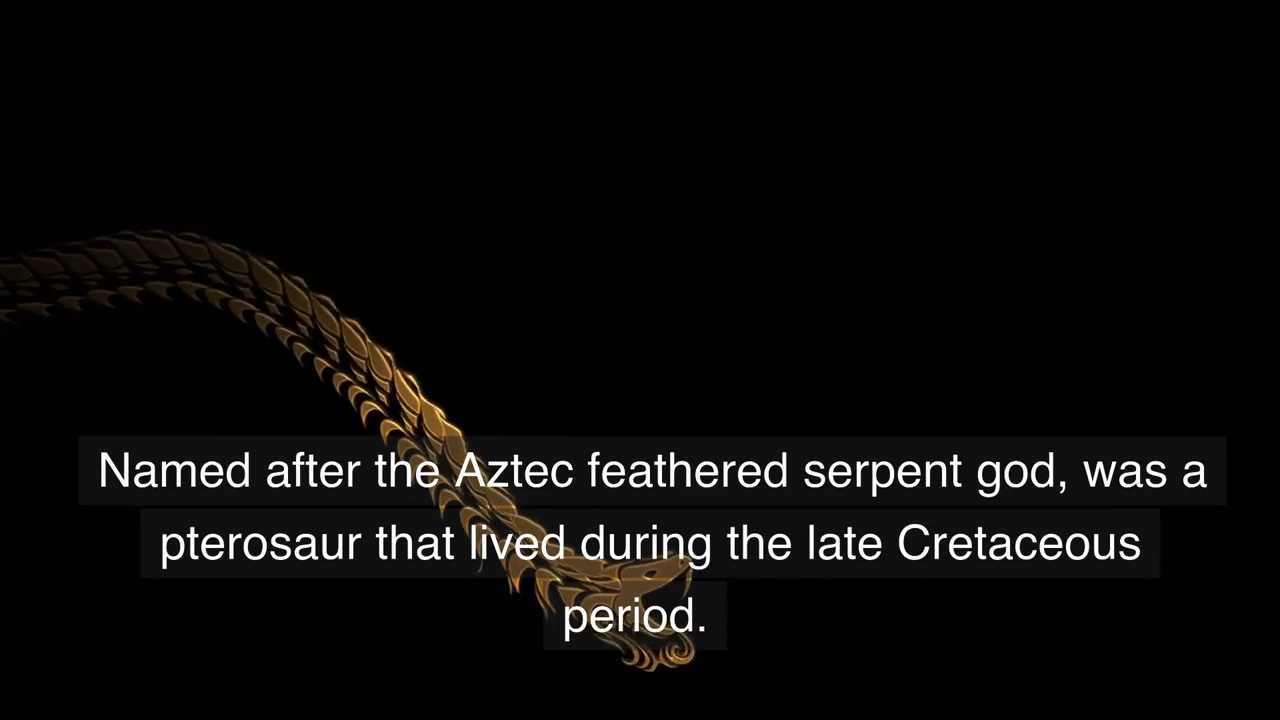 Named after the Aztec feathered serpent god, was a
pterosaur that lived during the late Cretaceous
period.